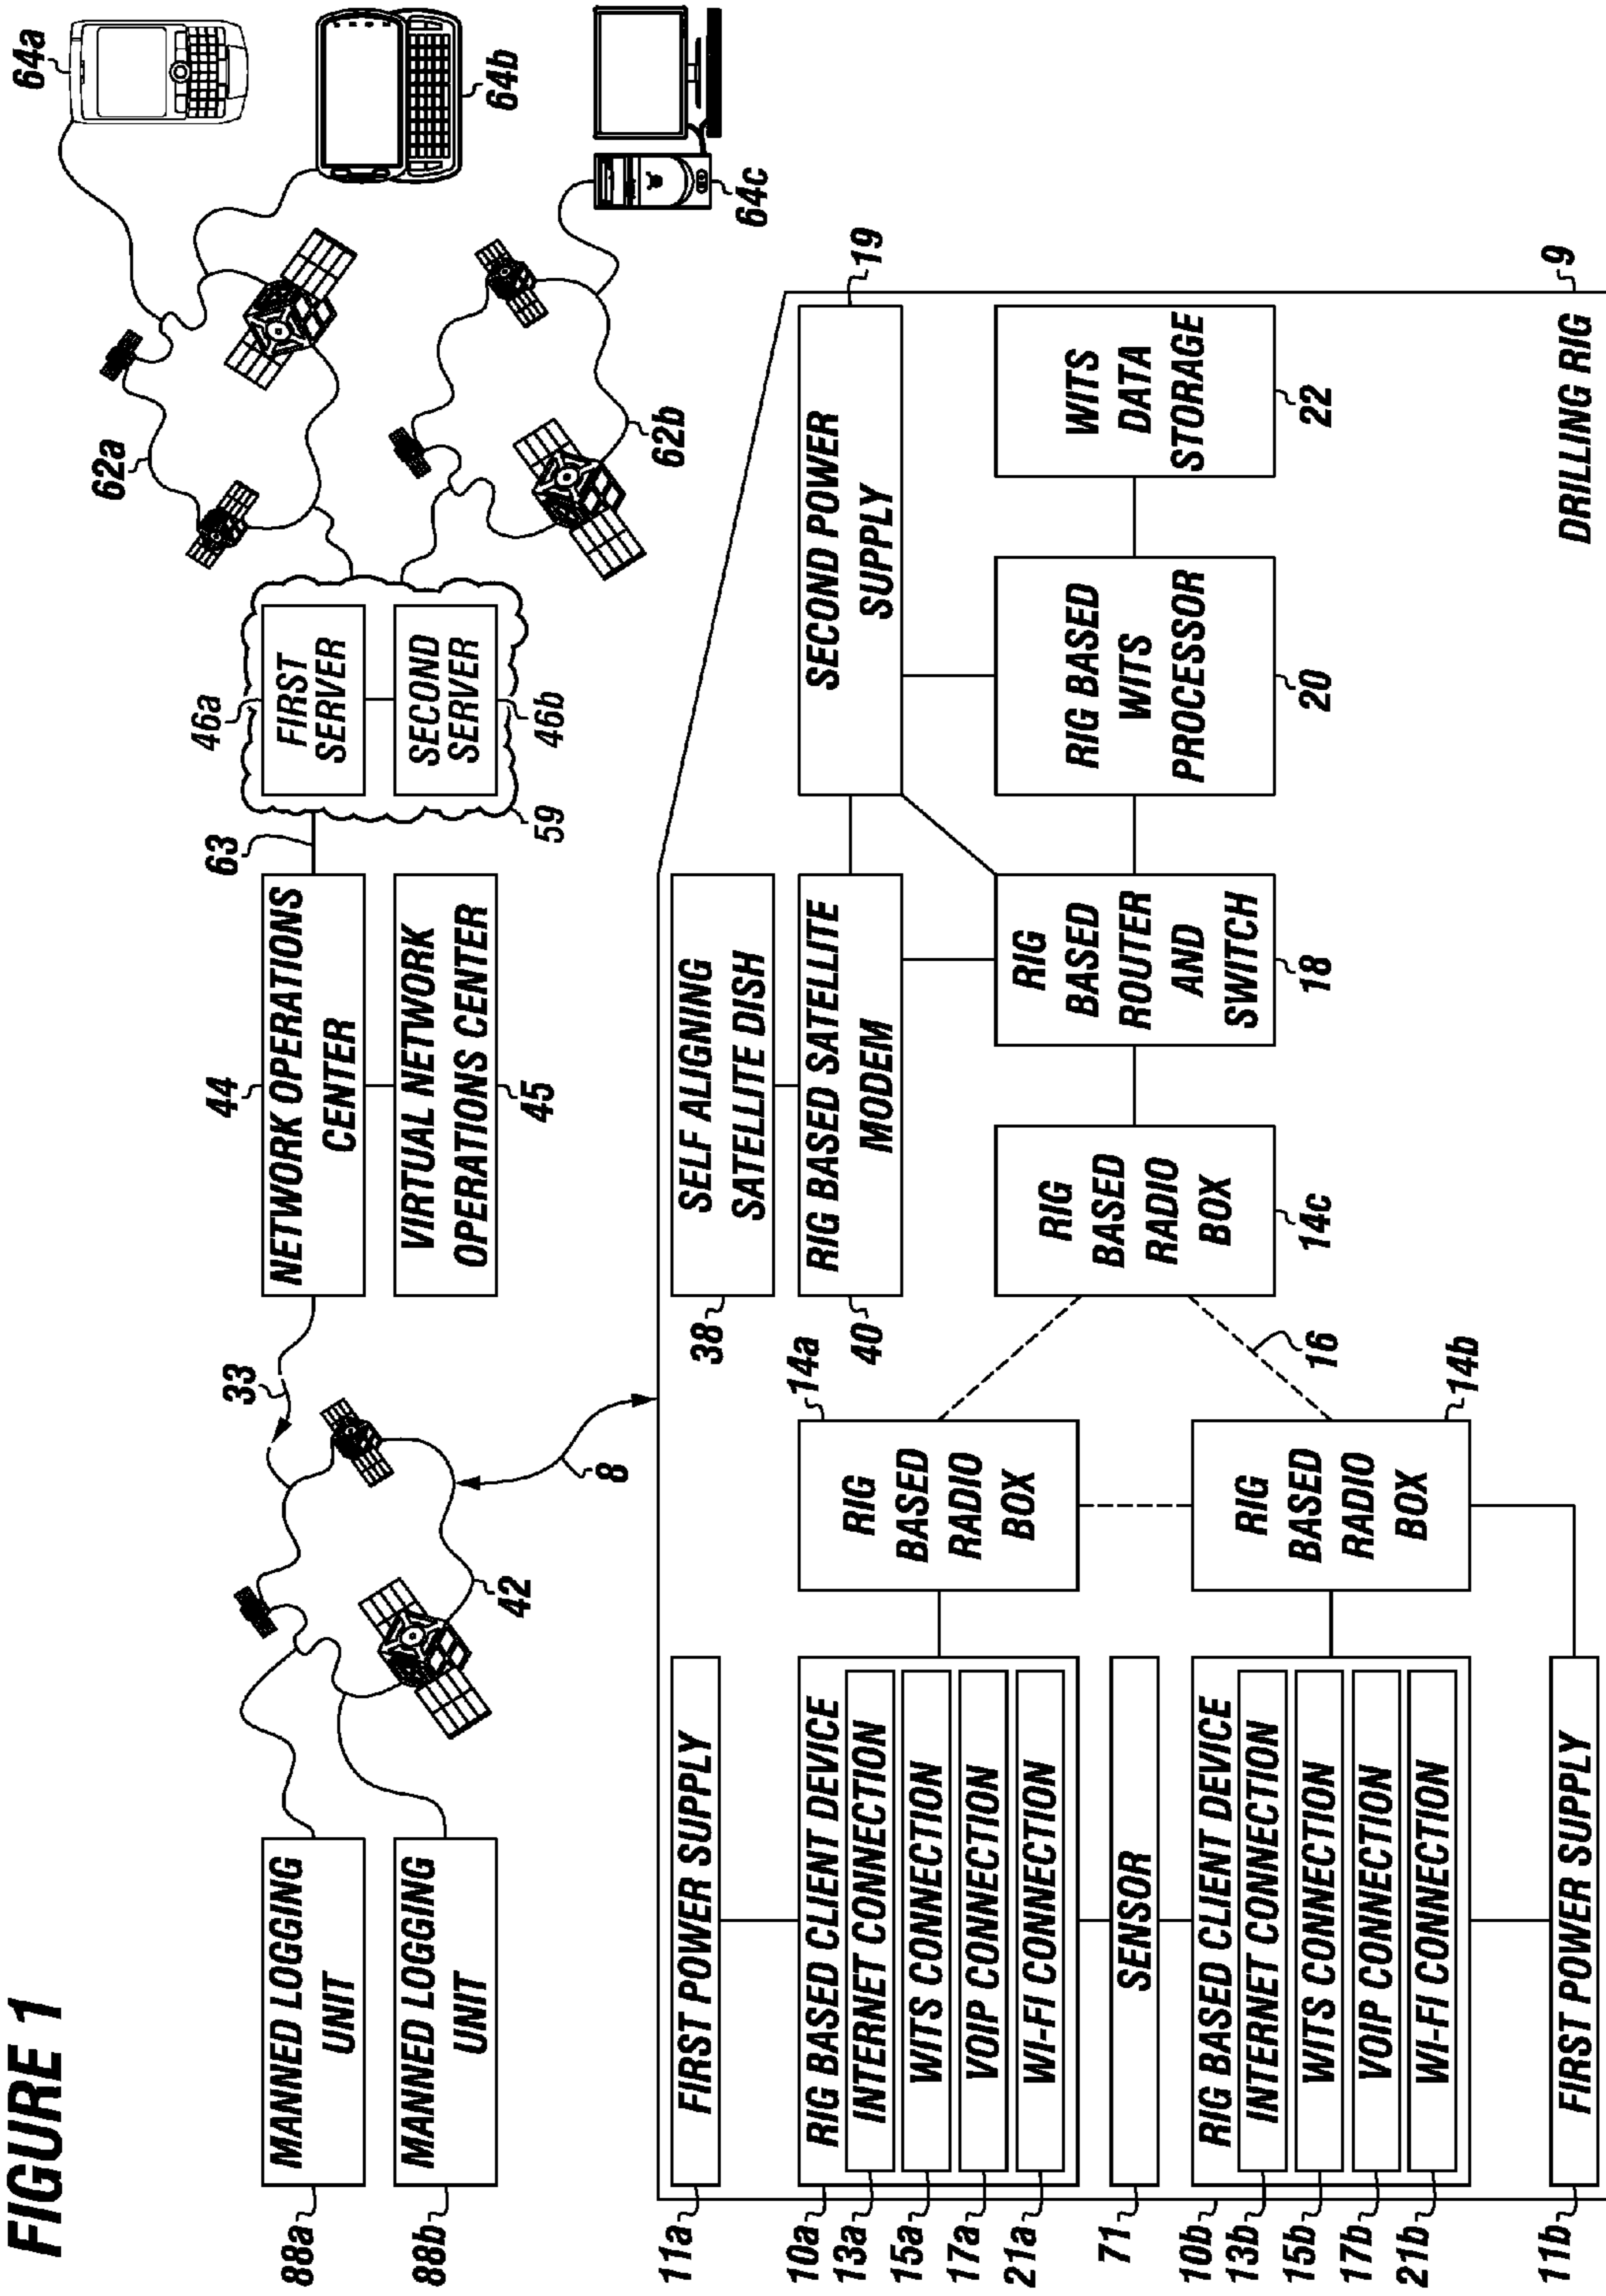 FIGURE 1
88a
MANNED LOGGING
UNIT
88b
MANNED LOGGING
UNIT
33
42
8
44
NETWORK OPERATIONS
CENTER
VIRTUAL NETWORK
OPERATIONS CENTER
45
63
46a
FIRST
SERVER
SECOND
SERVER
46b
59
62a
62b
64a
64b
64c
11a
FIRST POWER SUPPLY
10a
RIG BASED CLIENT DEVICE
13a
INTERNET CONNECTION
15a
WITS CONNECTION
17a
VOIP CONNECTION
21a
WI-FI CONNECTION
71
SENSOR
10b
RIG BASED CLIENT DEVICE
13b
INTERNET CONNECTION
15b
WITS CONNECTION
17b
VOIP CONNECTION
21b
WI-FI CONNECTION
11b
FIRST POWER SUPPLY
14a
RIG
BASED
RADIO
BOX
14b
RIG
BASED
RADIO
BOX
16
38
SELF ALIGNING
SATELLITE DISH
40
RIG BASED SATELLITE
MODEM
RIG
BASED
RADIO
BOX
14c
RIG
BASED
ROUTER
AND
SWITCH
18
19
SECOND POWER
SUPPLY
RIG BASED
WITS
PROCESSOR
20
WITS
DATA
STORAGE
22
DRILLING RIG
9